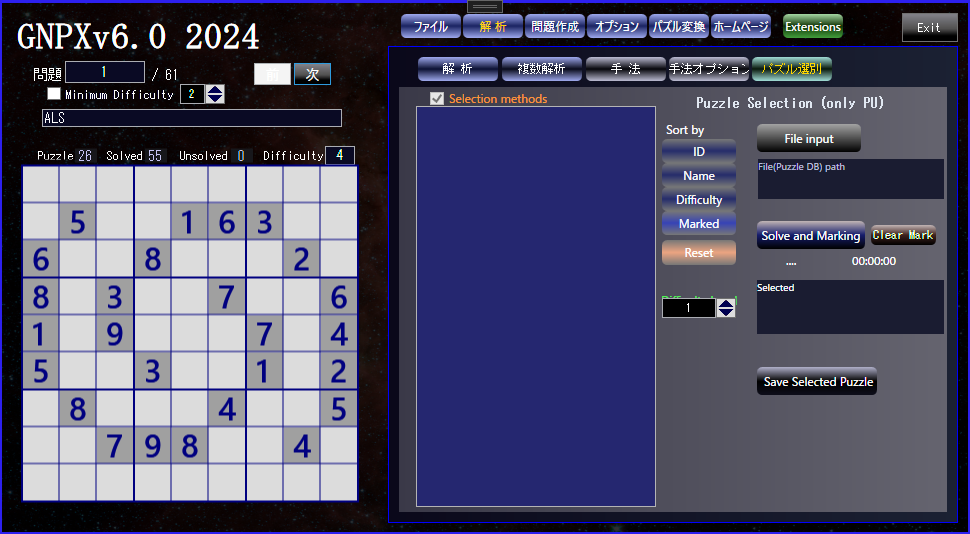 GNPXv6.0 2024
ファイル 解 析 問題作成 オプション パズル変換 ホームページ Extensions Exit
問題 1 / 61 前 次
Minimum Difficulty 2
ALS
Puzzle 26 Solved 55 Unsolved 0 Difficulty 4
5 1 6 3
6 8 2
8 3 7 6
1 9 7 4
5 3 1 2
8 4 5
7 9 8 4
解 析 複数解析 手 法 手法オプション パズル選別
Selection methods
Puzzle Selection (only PU)
Sort by
ID
Name
Difficulty
Marked
Reset
1
File input
File(Puzzle DB) path
Solve and Marking Clear Mark
.... 00:00:00
Selected
Save Selected Puzzle